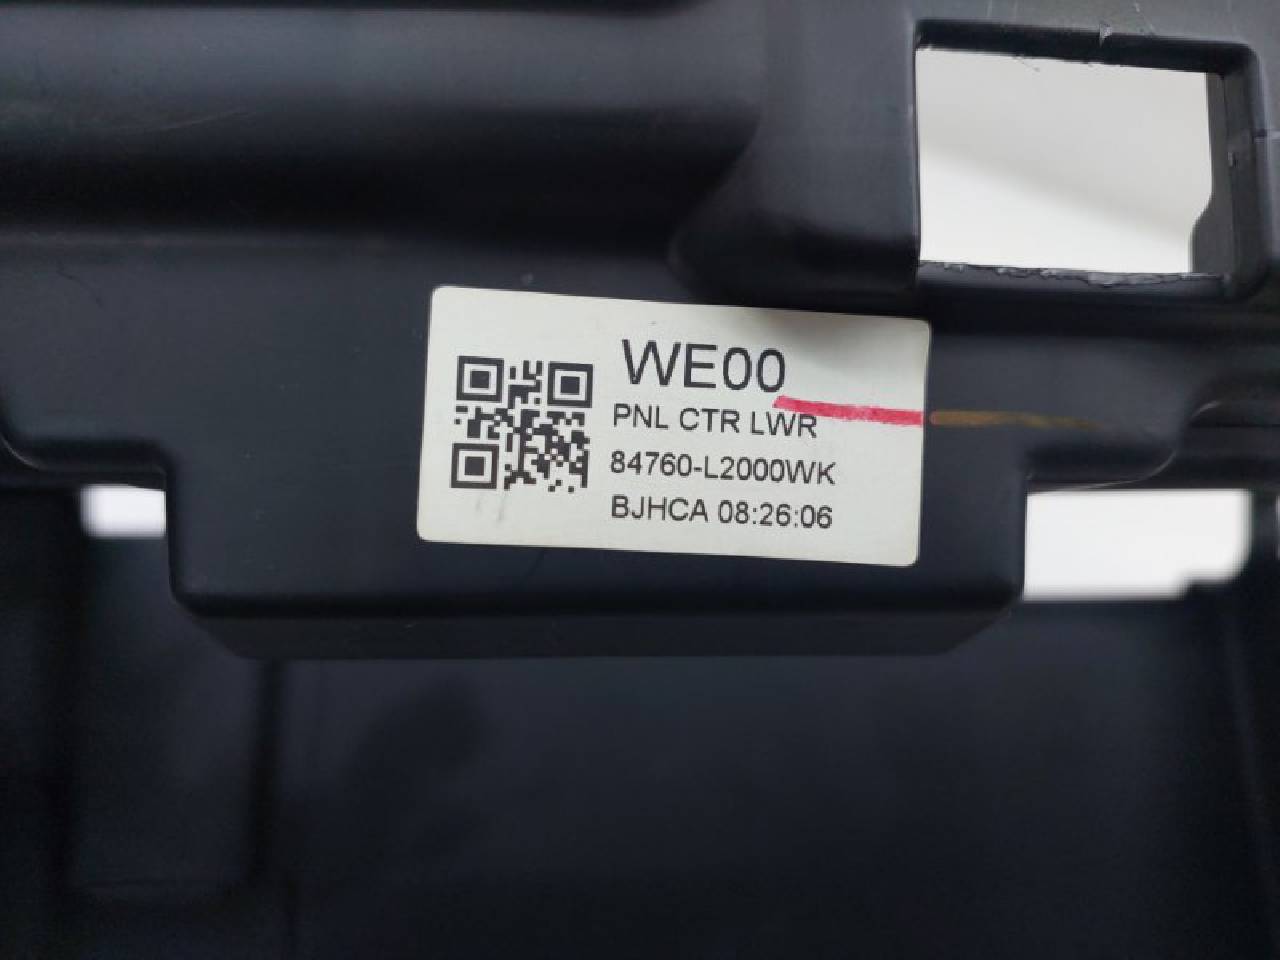 WE00
PNL CTR LWR
84760-L2000WK
BJHCA 08:26:06